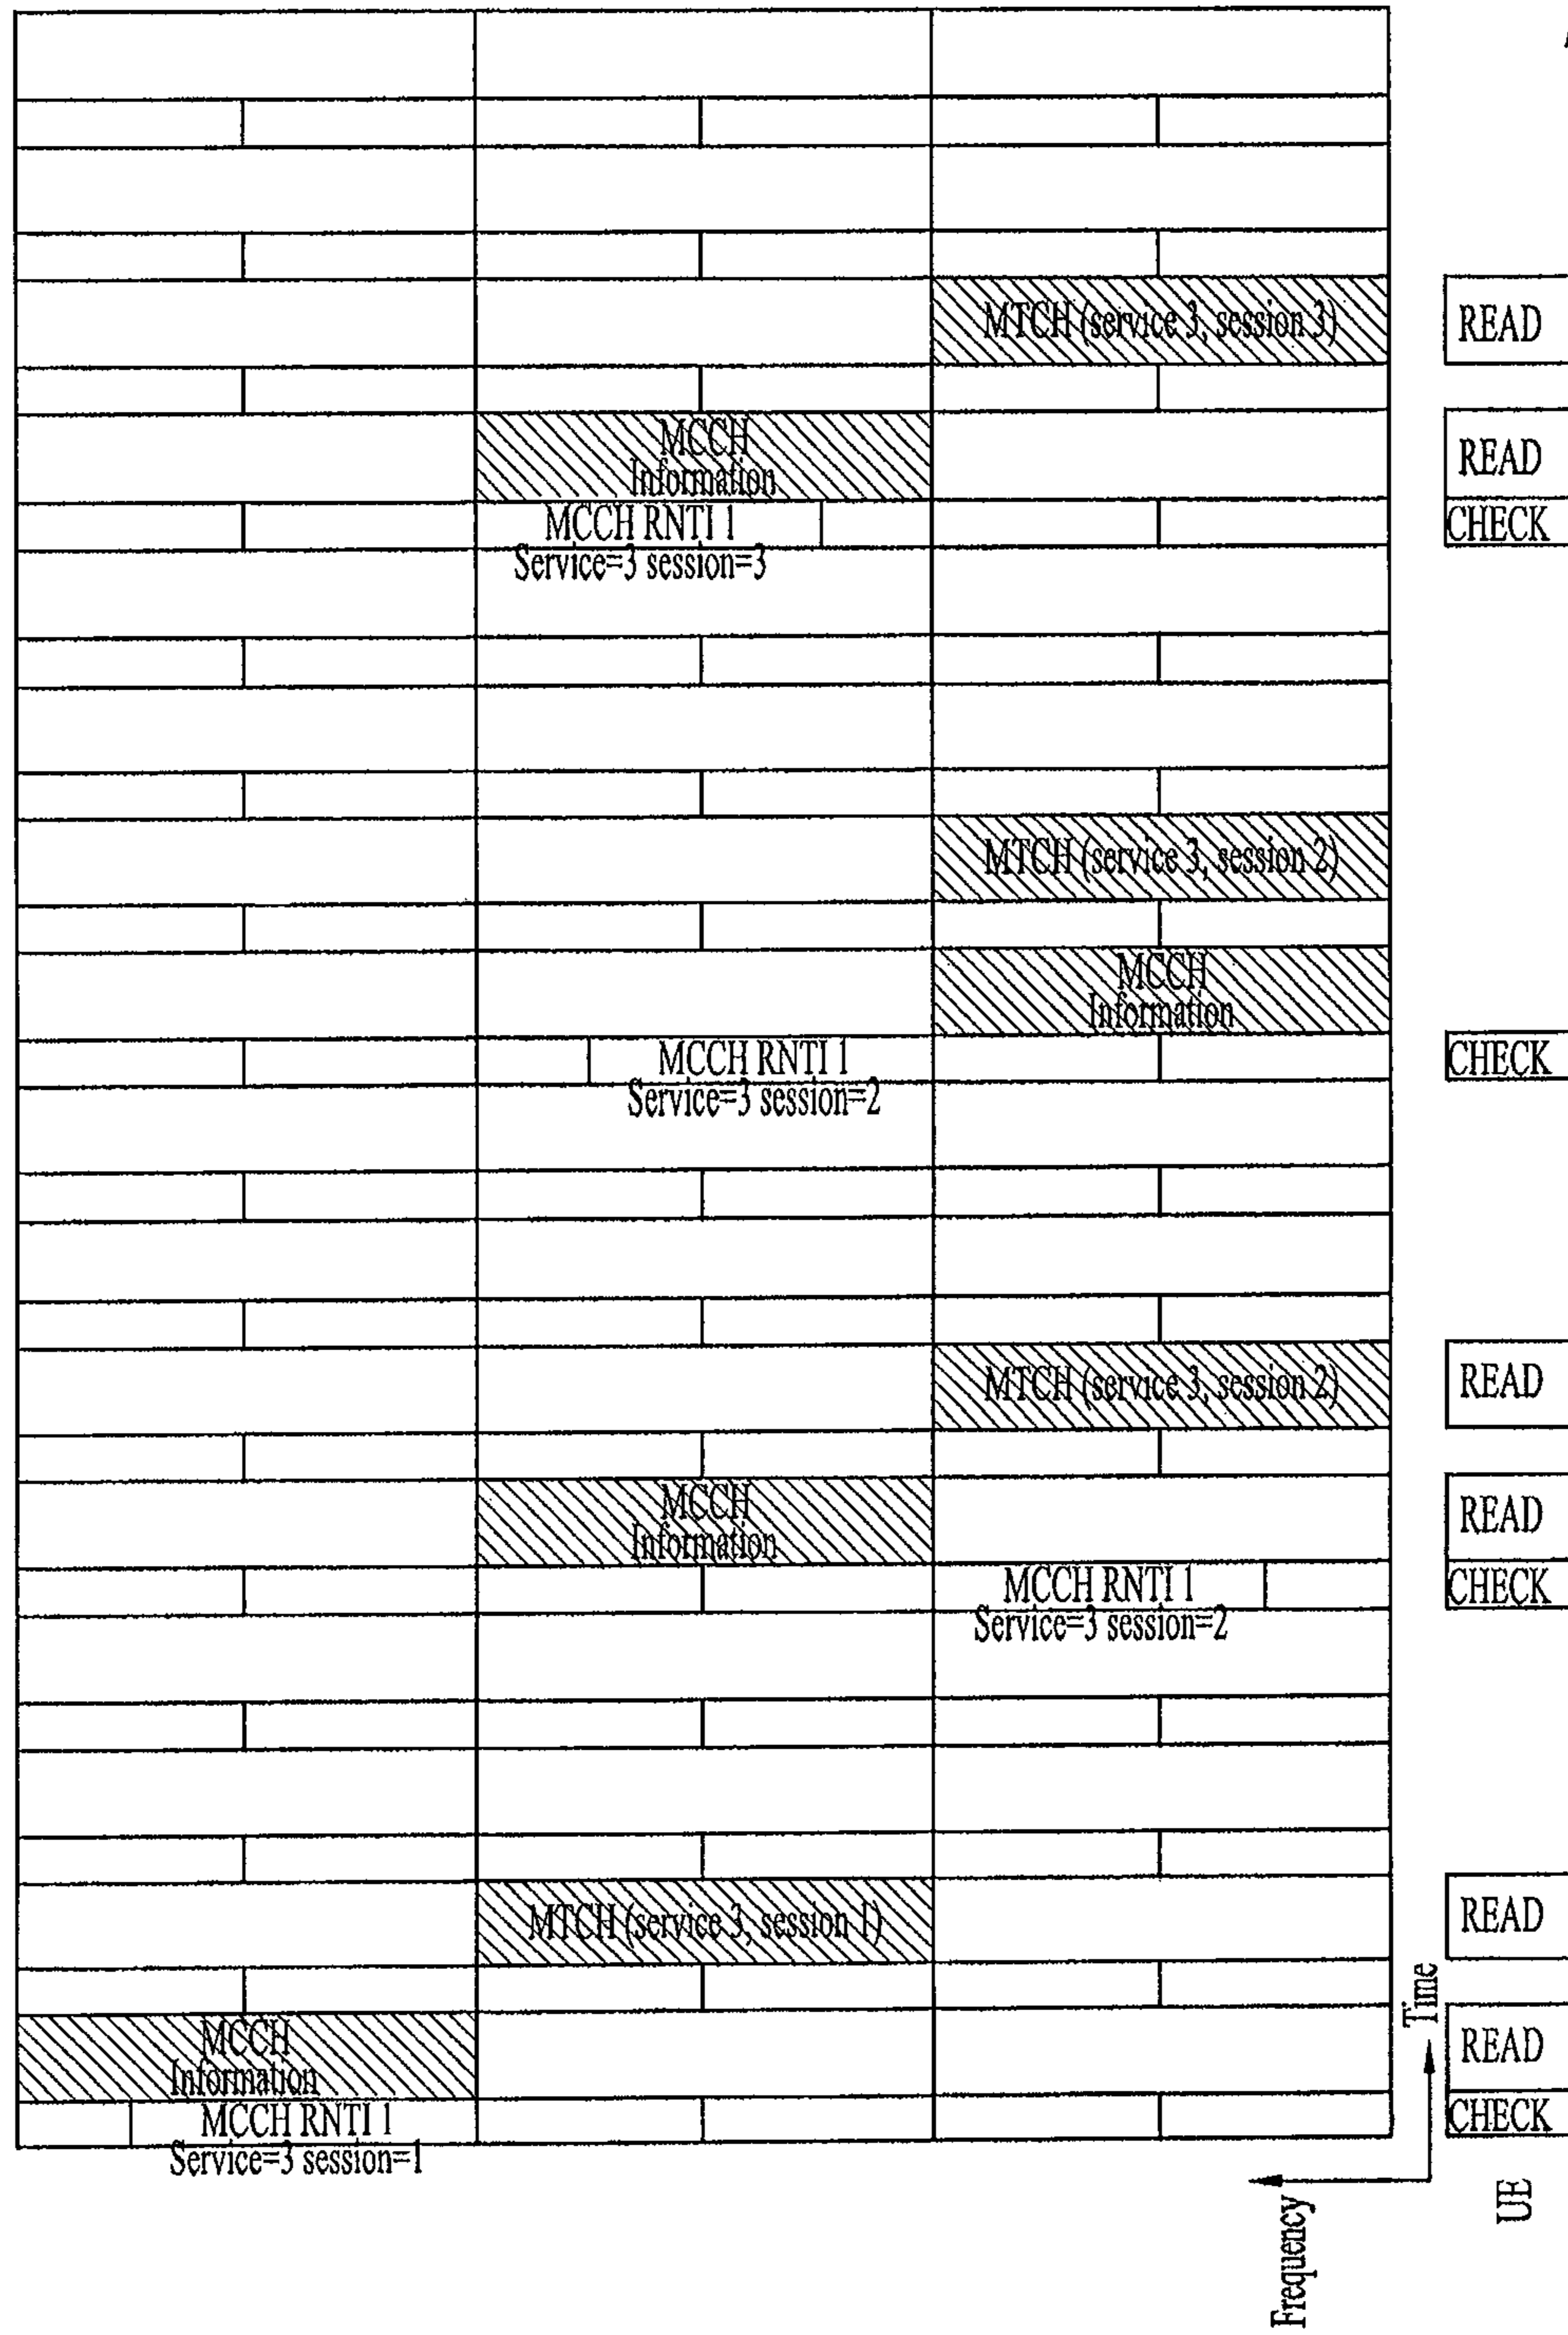 MTCH (service 3, session 3)
READ
MCCH
Information
READ
MCCH RNTI 1
Service=3 session=3
CHECK
MTCH (service 3, session 2)
MCCH
Information
MCCH RNTI 1
Service=3 session=2
CHECK
MTCH (service 3, session 2)
READ
MCCH
Information
READ
MCCH RNTI 1
Service=3 session=2
CHECK
MTCH (service 3, session 1)
READ
MCCH
Information
READ
MCCH RNTI 1
Service=3 session=1
CHECK
Time
Frequency
UE